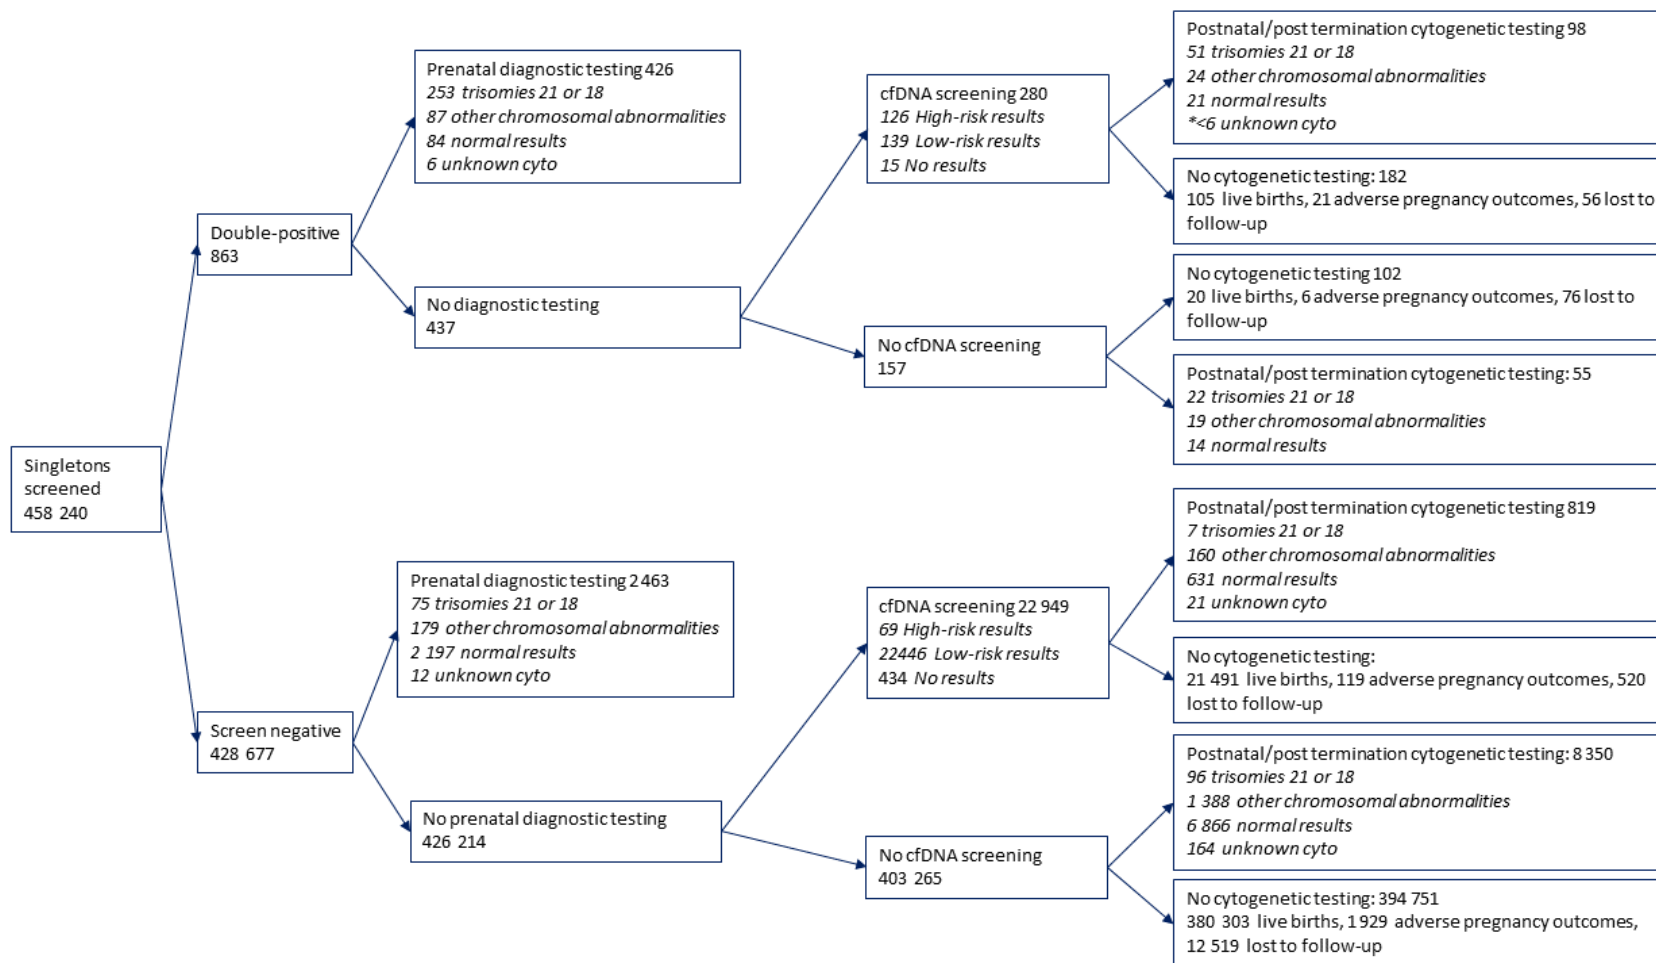 Singletons
screened
458 240
Double-positive
863
Screen negative
428 677
Prenatal diagnostic testing 426
253 trisomies 21 or 18
87 other chromosomal abnormalities
84 normal results
6 unknown cyto
No diagnostic testing
437
Prenatal diagnostic testing 2 463
75 trisomies 21 or 18
179 other chromosomal abnormalities
2 197 normal results
12 unknown cyto
No prenatal diagnostic testing
426 214
cfDNA screening 280
126 High-risk results
139 Low-risk results
15 No results
No cfDNA screening
157
cfDNA screening 22 949
69 High-risk results
22446 Low-risk results
434 No results
No cfDNA screening
403 265
Postnatal/post termination cytogenetic testing 98
51 trisomies 21 or 18
24 other chromosomal abnormalities
21 normal results
*<6 unknown cyto
No cytogenetic testing: 182
105 live births, 21 adverse pregnancy outcomes, 56 lost to
follow-up
No cytogenetic testing 102
20 live births, 6 adverse pregnancy outcomes, 76 lost to
follow-up
Postnatal/post termination cytogenetic testing: 55
22 trisomies 21 or 18
19 other chromosomal abnormalities
14 normal results
Postnatal/post termination cytogenetic testing 819
7 trisomies 21 or 18
160 other chromosomal abnormalities
631 normal results
21 unknown cyto
No cytogenetic testing:
21 491 live births, 119 adverse pregnancy outcomes, 520
lost to follow-up
Postnatal/post termination cytogenetic testing: 8 350
96 trisomies 21 or 18
1 388 other chromosomal abnormalities
6 866 normal results
164 unknown cyto
No cytogenetic testing: 394 751
380 303 live births, 1 929 adverse pregnancy outcomes,
12 519 lost to follow-up